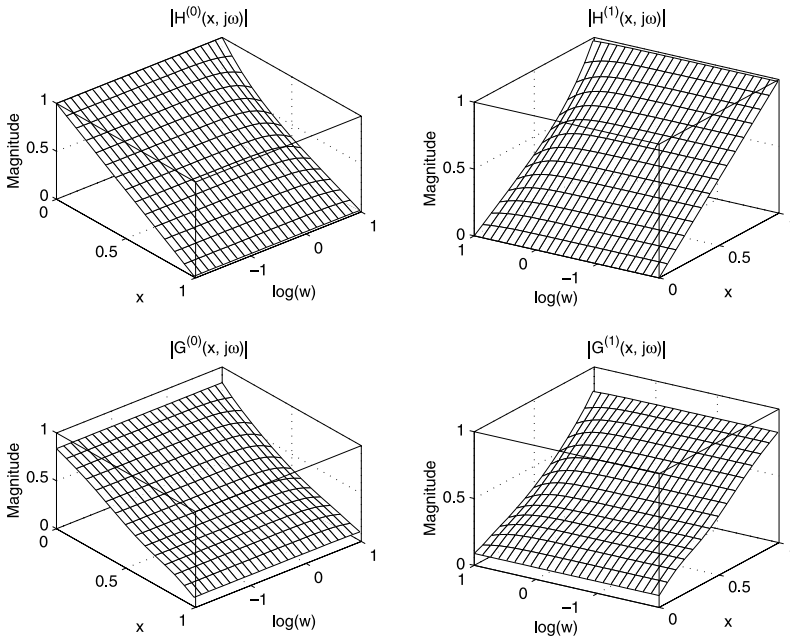 |H(0)(x, jω)|
Magnitude
1
0.5
0
0
0.5
1
x
−1
0
1
log(w)
|H(1)(x, jω)|
Magnitude
1
0.5
0
1
0
−1
log(w)
0
0.5
x
|G(0)(x, jω)|
Magnitude
1
0.5
0
0
0.5
1
x
−1
0
1
log(w)
|G(1)(x, jω)|
Magnitude
1
0.5
0
1
0
−1
log(w)
0
0.5
x